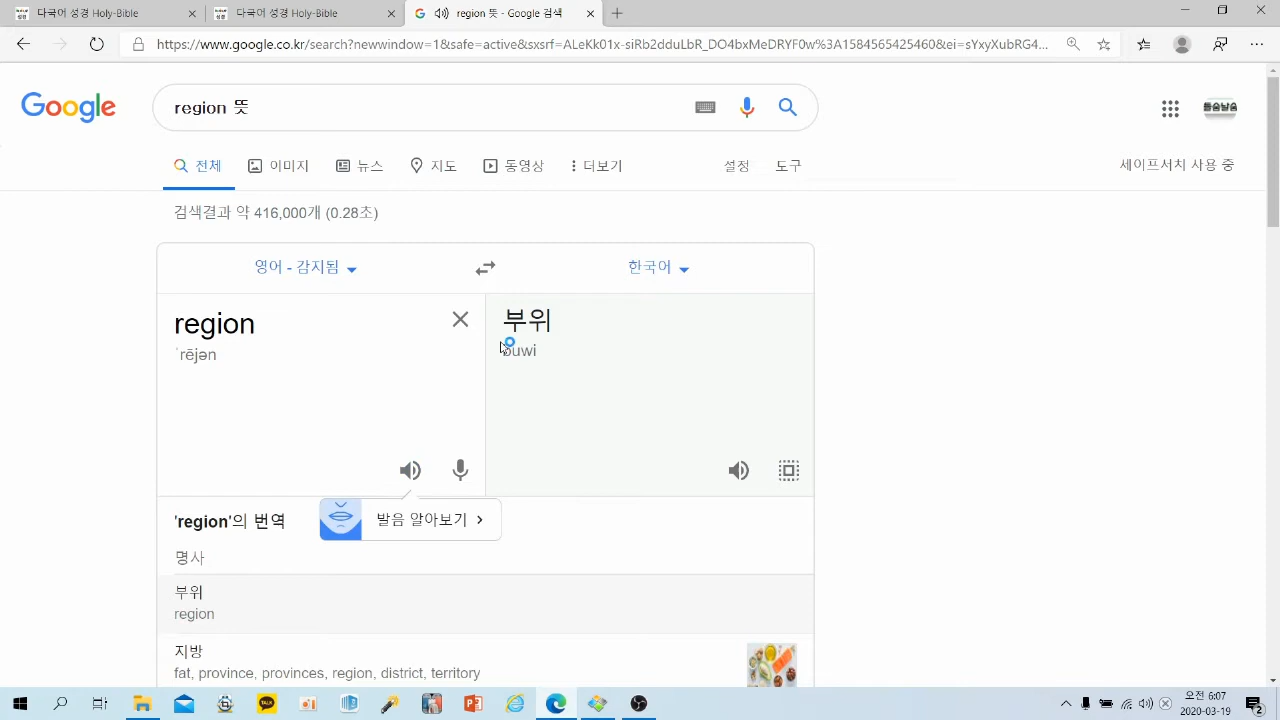 다국어 성경 Holy-Bible
다국어 성경 Holy-Bible
region 뜻 - Google 검색
https://www.google.co.kr/search?newwindow=1&safe=active&sxsrf=ALeKk01x-siRb2dduLbR_DO4bxMeDRYF0w%3A1584565425460&ei=sYxyXubRG4...
Google
region 뜻
전체
이미지
뉴스
지도
동영상
더보기
설정
도구
세이프서치 사용 중
검색결과 약 416,000개 (0.28초)
영어 - 감지됨
한국어
region
ˈrējən
부위
buwi
'region'의 번역
발음 알아보기
명사
부위
region
지방
fat, province, provinces, region, district, territory
오전 6:07
2020-03-19